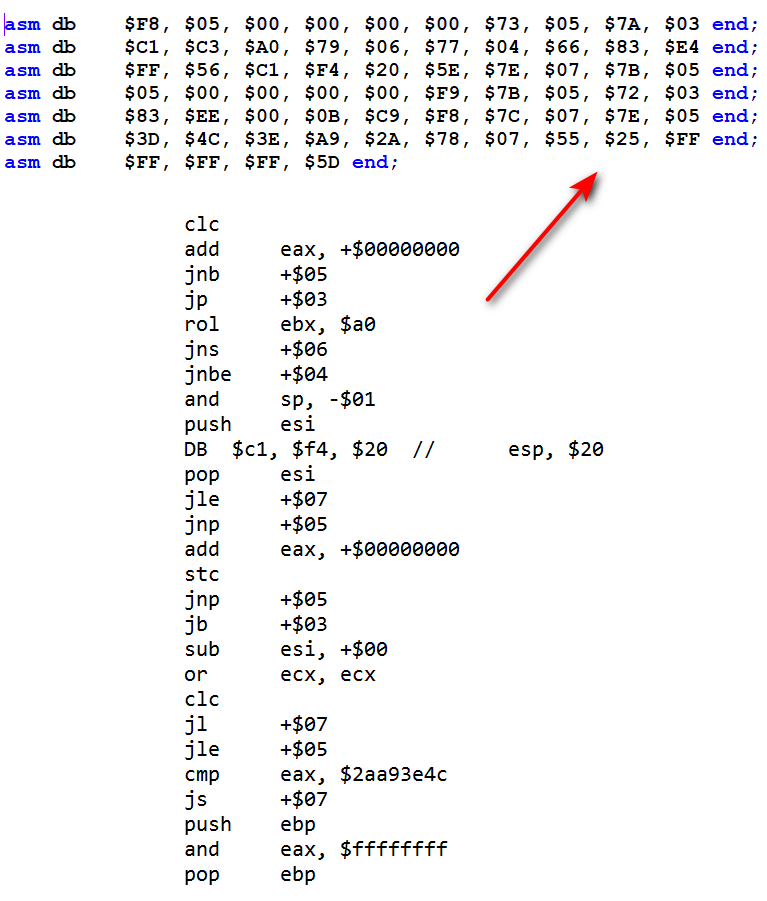 asm db    $F8, $05, $00, $00, $00, $00, $73, $05, $7A, $03 end;
asm db    $C1, $C3, $A0, $79, $06, $77, $04, $66, $83, $E4 end;
asm db    $FF, $56, $C1, $F4, $20, $5E, $7E, $07, $7B, $05 end;
asm db    $05, $00, $00, $00, $00, $F9, $7B, $05, $72, $03 end;
asm db    $83, $EE, $00, $0B, $C9, $F8, $7C, $07, $7E, $05 end;
asm db    $3D, $4C, $3E, $A9, $2A, $78, $07, $55, $25, $FF end;
asm db    $FF, $FF, $FF, $5D end;
clc
add     eax, +$00000000
jnb     +$05
jp      +$03
rol     ebx, $a0
jns     +$06
jnbe    +$04
and     sp, -$01
push    esi
DB  $c1, $f4, $20  //      esp, $20
pop     esi
jle     +$07
jnp     +$05
add     eax, +$00000000
stc
jnp     +$05
jb      +$03
sub     esi, +$00
or      ecx, ecx
clc
jl      +$07
jle     +$05
cmp     eax, $2aa93e4c
js      +$07
push    ebp
and     eax, $ffffffff
pop     ebp